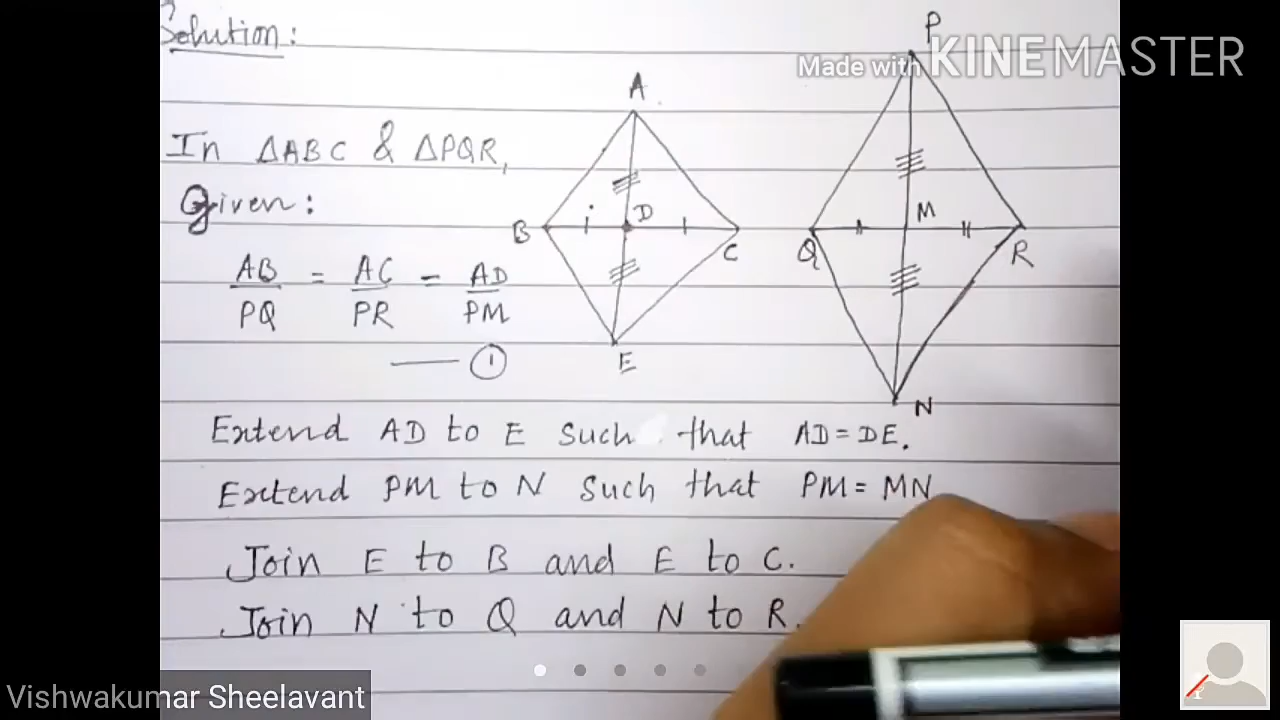 Solution:
P
Made with KINEMASTER
A
In ΔABC & ΔPQR,
Given:
D
M
B
C
Q
R
AB/PQ = AC/PR = AD/PM
—— ①
E
N
Extend AD to E such that AD = DE.
Extend PM to N such that PM = MN
Join E to B and E to C.
Join N to Q and N to R.
Vishwakumar Sheelavant